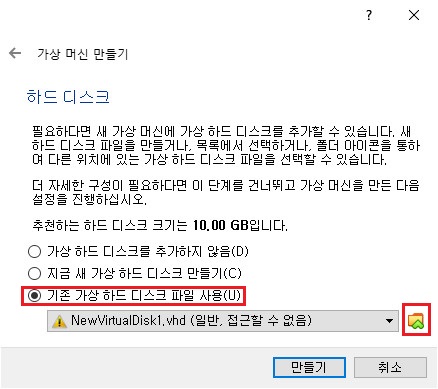 ?
가상 머신 만들기
하드 디스크
필요하다면 새 가상 머신에 가상 하드 디스크를 추가할 수 있습니다. 새
하드 디스크 파일을 만들거나, 목록에서 선택하거나, 폴더 아이콘을 통하
여 다른 위치에 있는 가상 하드 디스크 파일을 선택할 수 있습니다.
더 자세한 구성이 필요하다면 이 단계를 건너뛰고 가상 머신을 만든 다음
설정을 진행하십시오.
추천하는 하드 디스크 크기는 10.00 GB입니다.
가상 하드 디스크를 추가하지 않음(D)
지금 새 가상 하드 디스크 만들기(C)
기존 가상 하드 디스크 파일 사용(U)
NewVirtualDisk1.vhd (일반, 접근할 수 없음)
만들기 취소